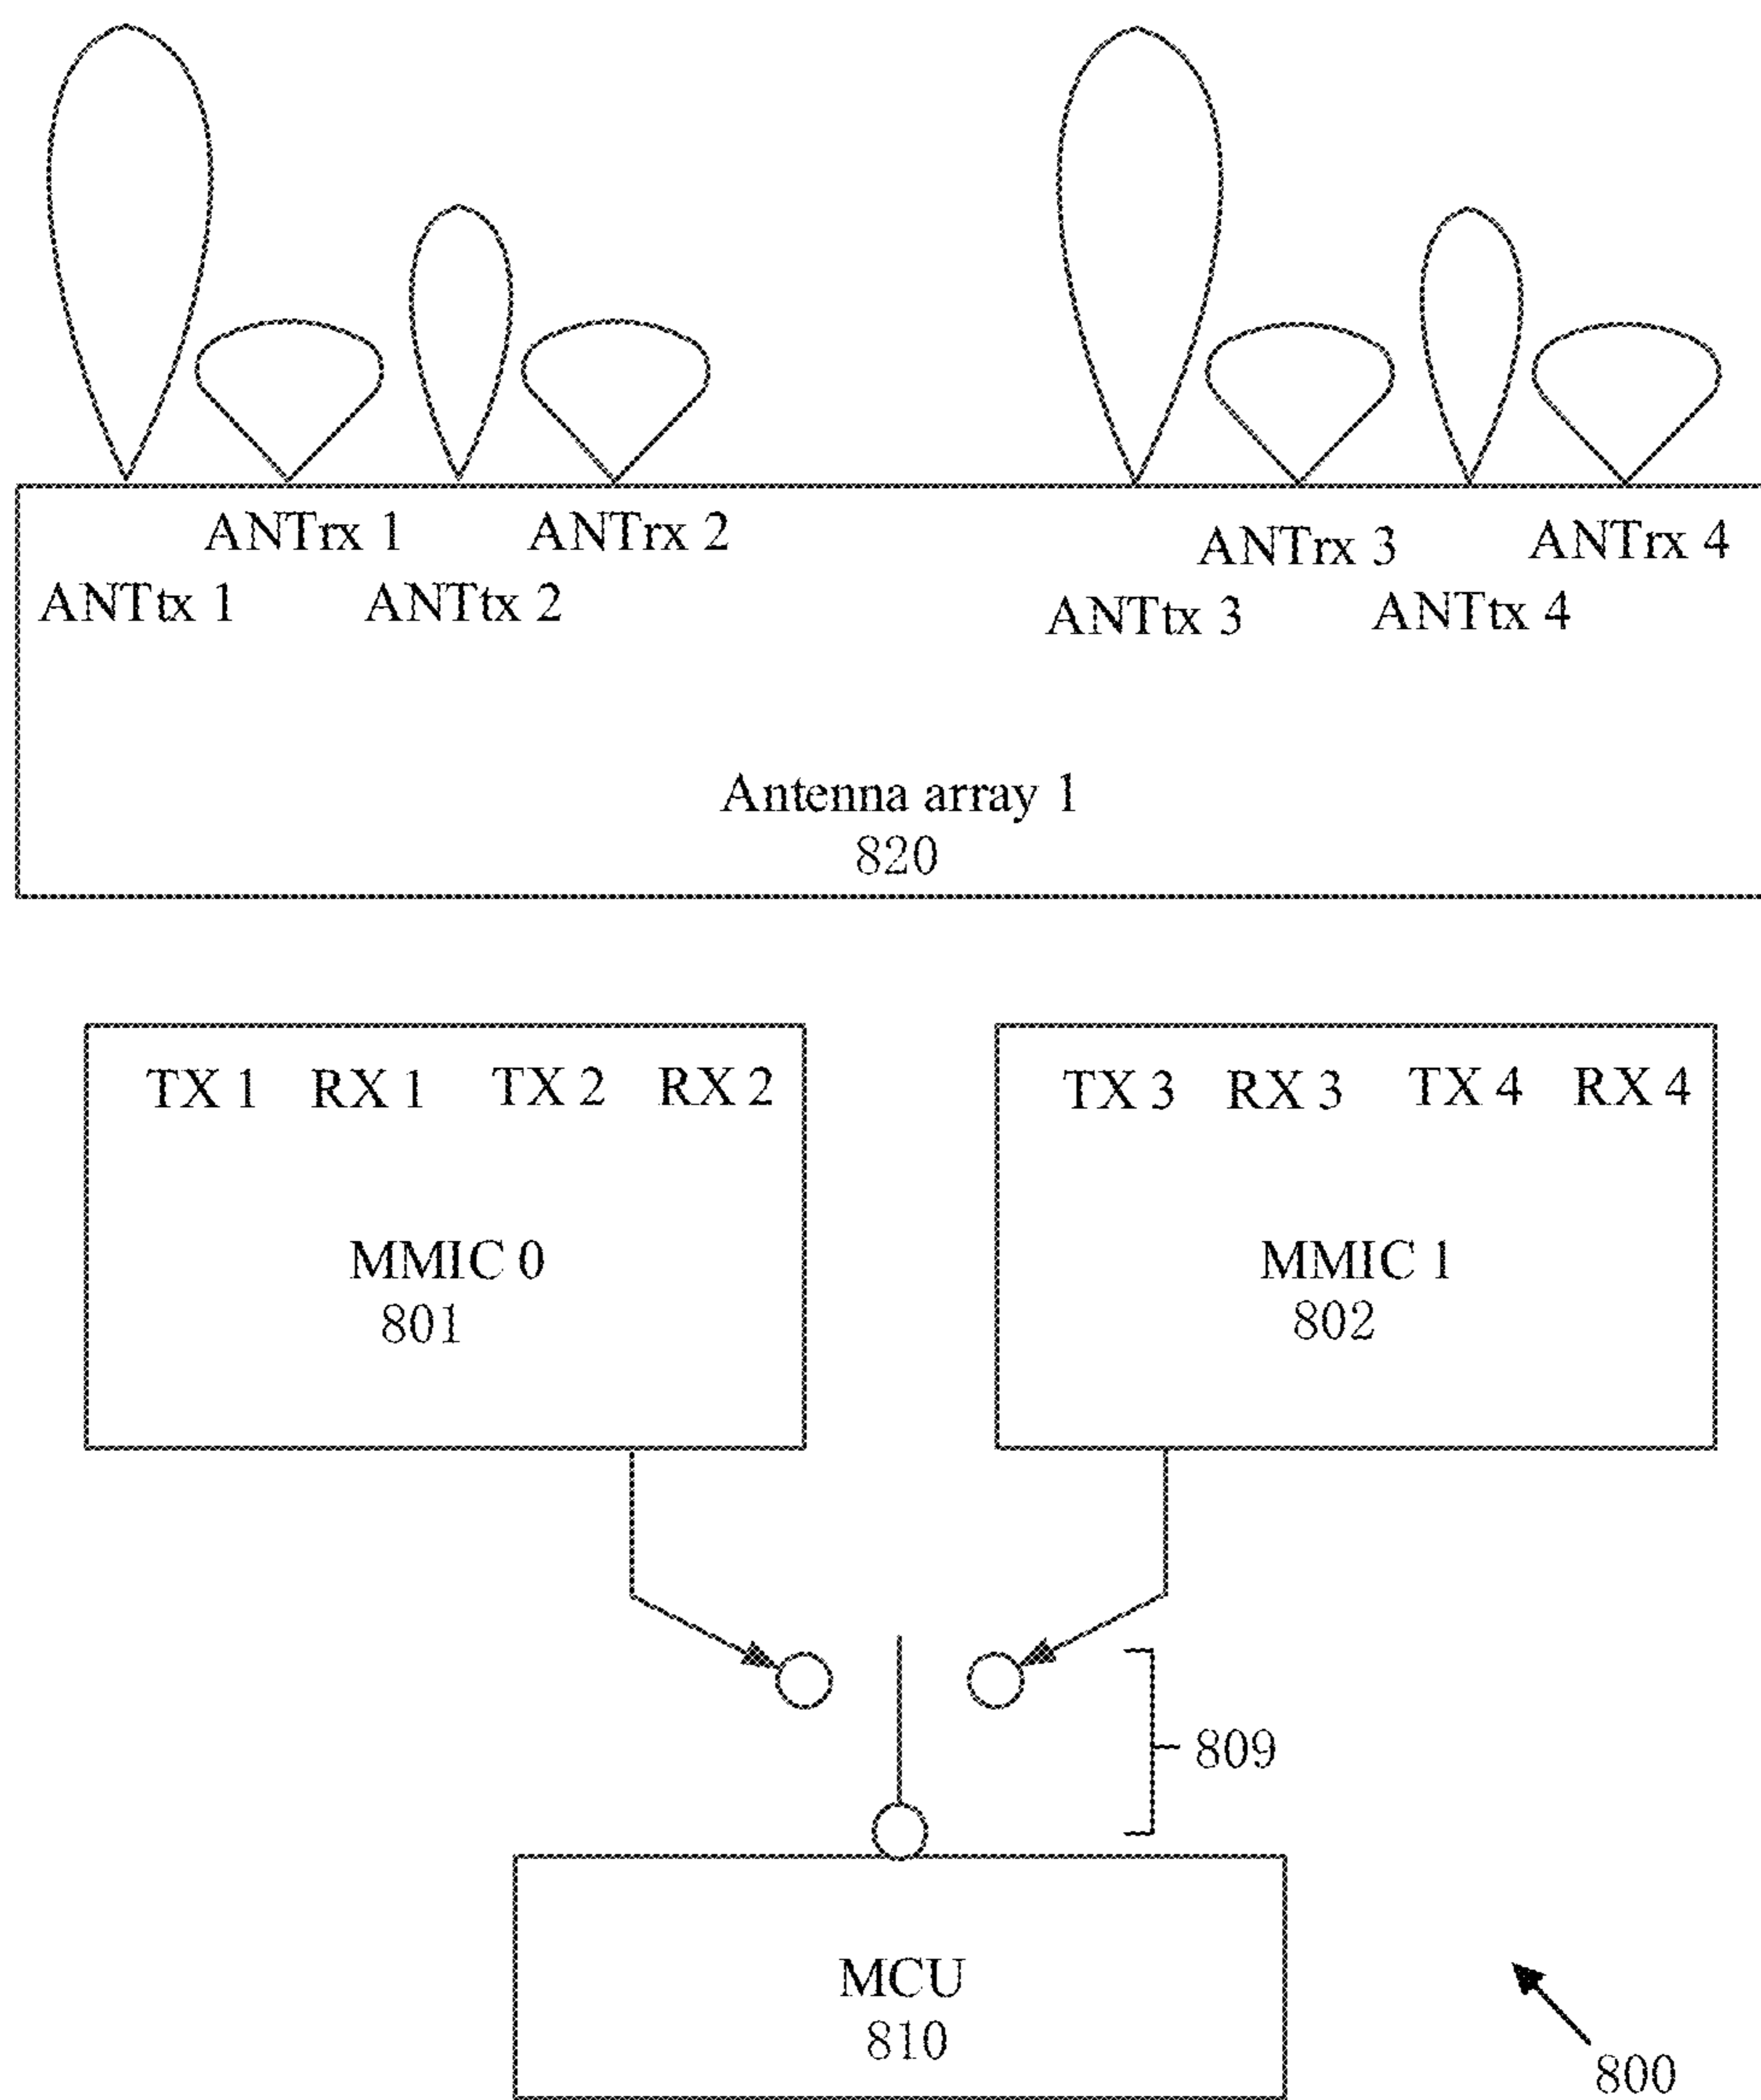 ANTrx 1 ANTrx 2 ANTrx 3 ANTrx 4
ANTtx 1 ANTtx 2 ANTtx 3 ANTtx 4
Antenna array 1
820
TX 1 RX 1 TX 2 RX 2
MMIC 0
801
TX 3 RX 3 TX 4 RX 4
MMIC 1
802
809
MCU
810
800